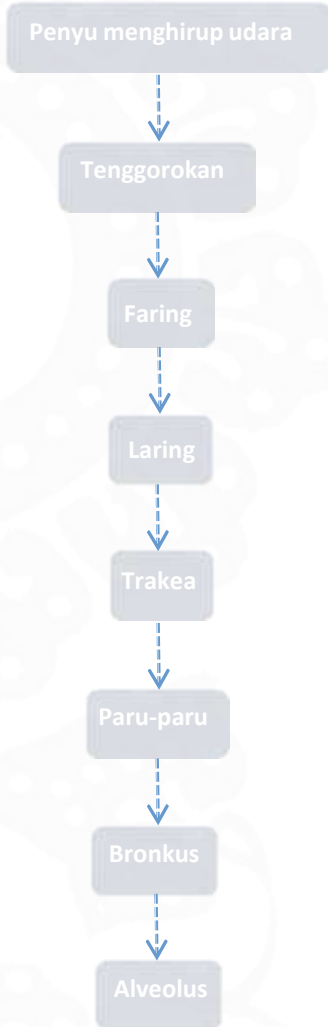 Penyu menghirup udara
Tenggorokan
Faring
Laring
Trakea
Paru-paru
Bronkus
Alveolus